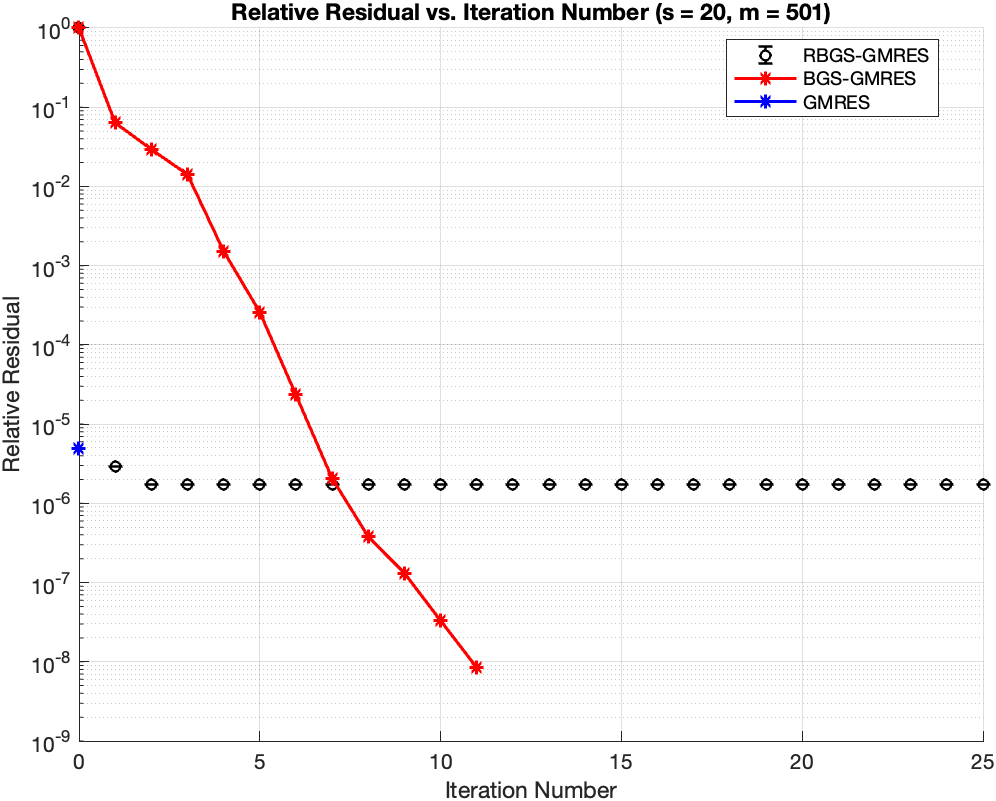 Relative Residual vs. Iteration Number (s = 20, m = 501)
RBGS-GMRES
BGS-GMRES
GMRES
10^0
10^-1
10^-2
10^-3
10^-4
10^-5
10^-6
10^-7
10^-8
10^-9
Relative Residual
0 5 10 15 20 25
Iteration Number